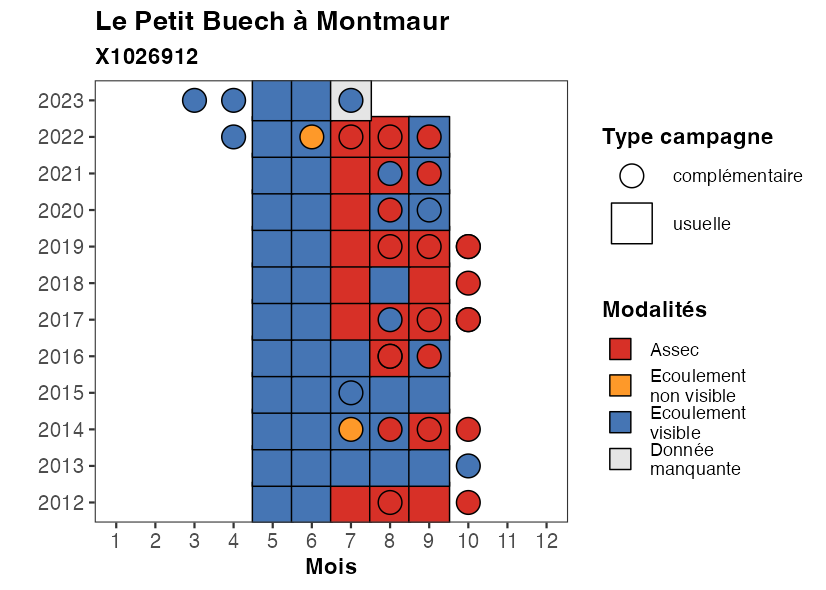 Le Petit Buech à Montmaur
X1026912
2023
2022
2021
2020
2019
2018
2017
2016
2015
2014
2013
2012
1 2 3 4 5 6 7 8 9 10 11 12
Mois
Type campagne
complémentaire
usuelle
Modalités
Assec
Ecoulement
non visible
Ecoulement
visible
Donnée
manquante